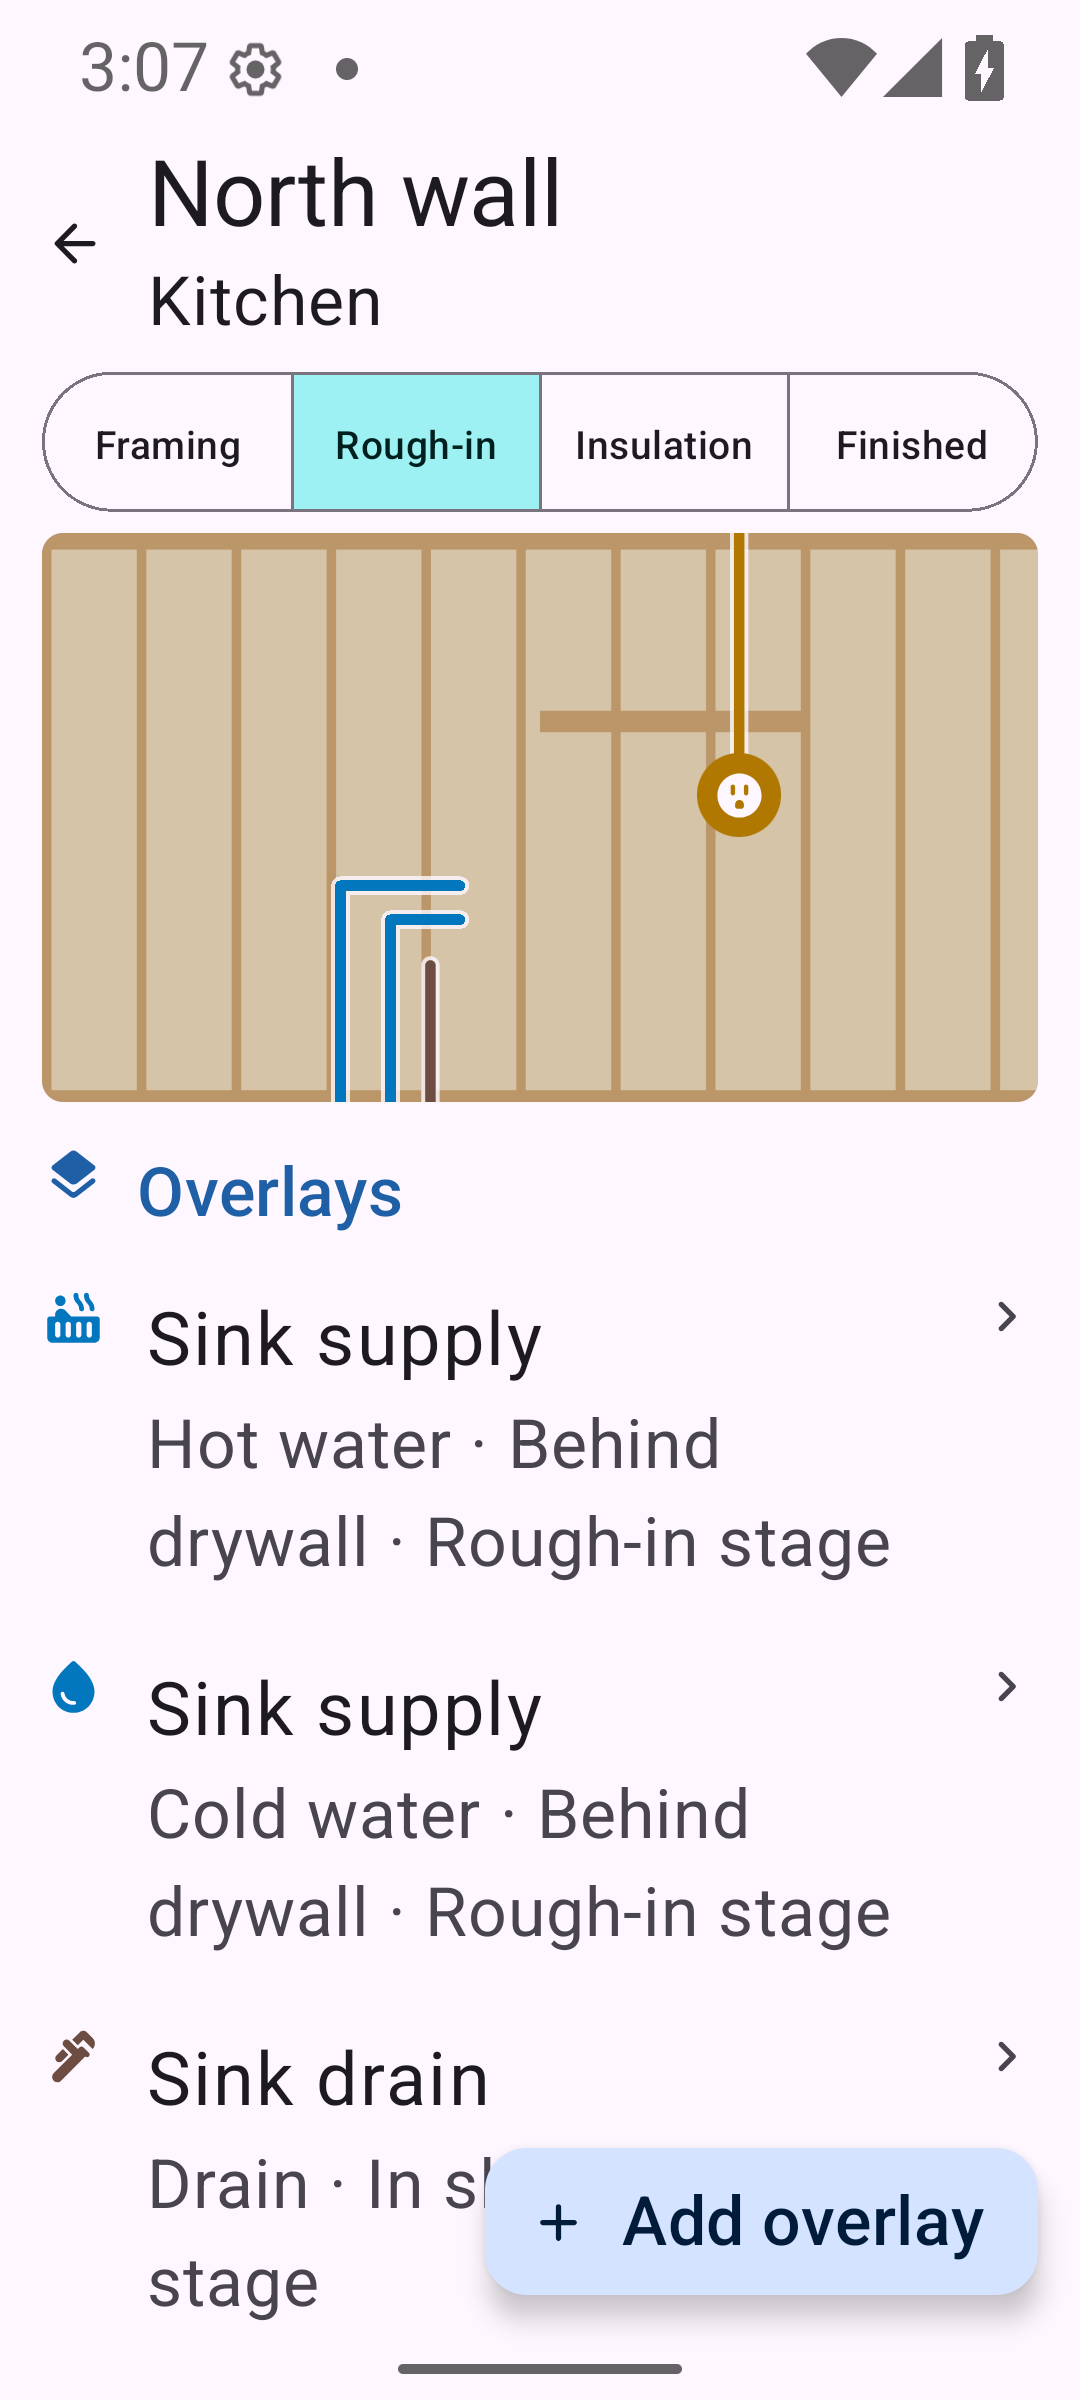 3:07
North wall
Kitchen
Framing
Rough-in
Insulation
Finished
Overlays
Sink supply
Hot water · Behind
drywall · Rough-in stage
Sink supply
Cold water · Behind
drywall · Rough-in stage
Sink drain
Drain · In
stage
Add overlay